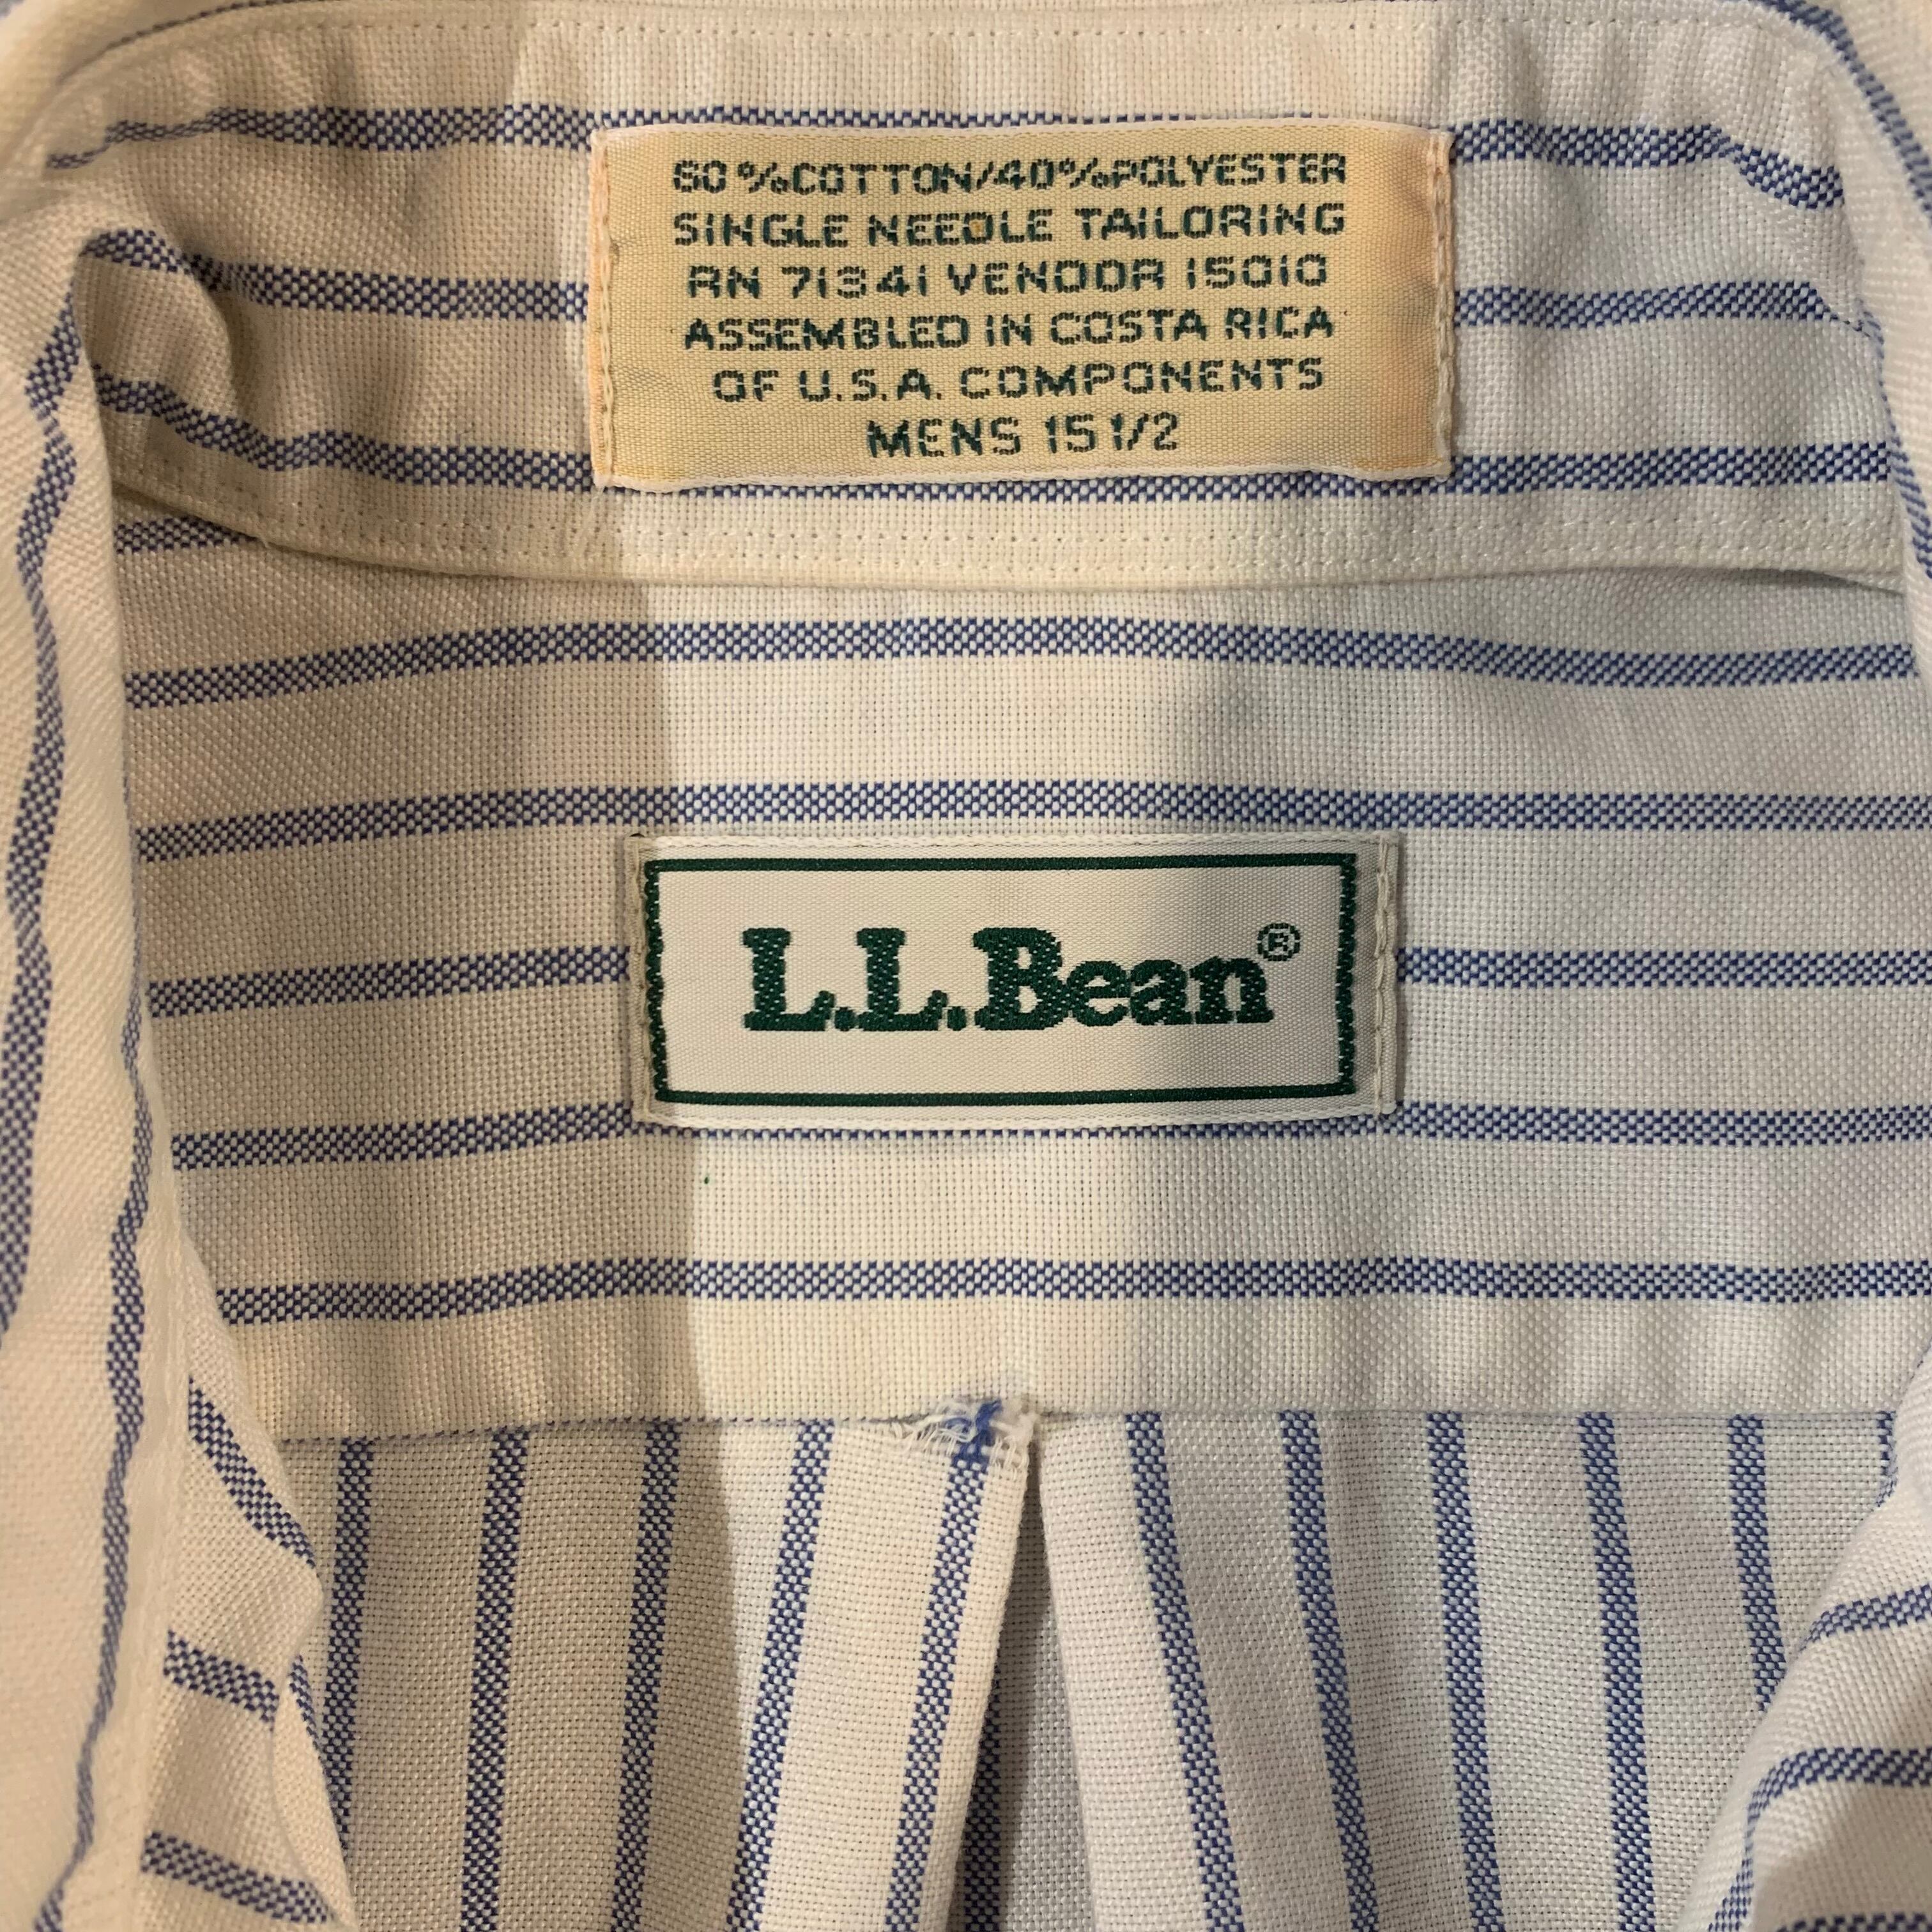 60%COTTON/40%POLYESTER
SINGLE NEEDLE TAILORING
RN 71341 VENDOR 15010
ASSEMBLED IN COSTA RICA
OF U.S.A. COMPONENTS
MENS 15 1/2
L.L.Bean®